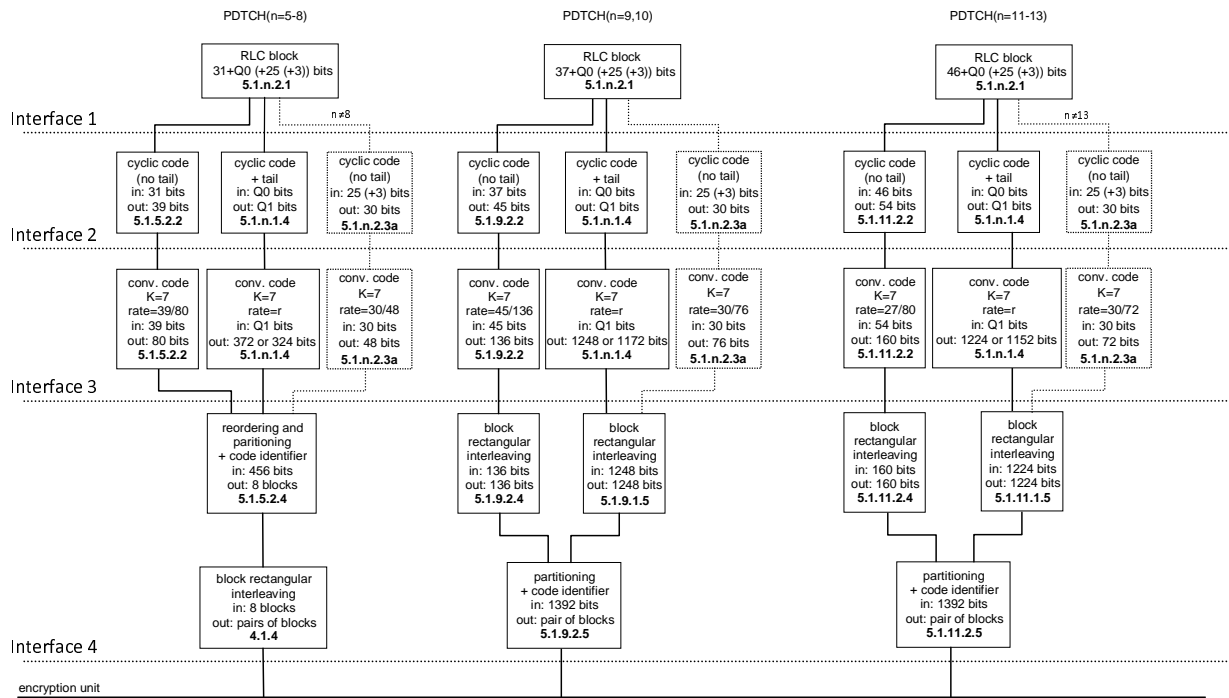 PDTCH(n=5-8)
PDTCH(n=9,10)
PDTCH(n=11-13)
RLC block
31+Q0 (+25 (+3)) bits
5.1.n.2.1
RLC block
37+Q0 (+25 (+3)) bits
5.1.n.2.1
RLC block
46+Q0 (+25 (+3)) bits
5.1.n.2.1
Interface 1
n≠8
n≠13
cyclic code
(no tail)
in: 31 bits
out: 39 bits
5.1.5.2.2
cyclic code
+ tail
in: Q0 bits
out: Q1 bits
5.1.n.1.4
cyclic code
(no tail)
in: 25 (+3) bits
out: 30 bits
5.1.n.2.3a
cyclic code
(no tail)
in: 37 bits
out: 45 bits
5.1.9.2.2
cyclic code
+ tail
in: Q0 bits
out: Q1 bits
5.1.n.1.4
cyclic code
(no tail)
in: 25 (+3) bits
out: 30 bits
5.1.n.2.3a
cyclic code
(no tail)
in: 46 bits
out: 54 bits
5.1.11.2.2
cyclic code
+ tail
in: Q0 bits
out: Q1 bits
5.1.n.1.4
cyclic code
(no tail)
in: 25 (+3) bits
out: 30 bits
5.1.n.2.3a
Interface 2
conv. code
K=7
rate=39/80
in: 39 bits
out: 80 bits
5.1.5.2.2
conv. code
K=7
rate=r
in: Q1 bits
out: 372 or 324 bits
5.1.n.1.4
conv. code
K=7
rate=30/48
in: 30 bits
out: 48 bits
5.1.n.2.3a
conv. code
K=7
rate=45/136
in: 45 bits
out: 136 bits
5.1.9.2.2
conv. code
K=7
rate=r
in: Q1 bits
out: 1248 or 1172 bits
5.1.n.1.4
conv. code
K=7
rate=30/76
in: 30 bits
out: 76 bits
5.1.n.2.3a
conv. code
K=7
rate=27/80
in: 54 bits
out: 160 bits
5.1.11.2.2
conv. code
K=7
rate=r
in: Q1 bits
out: 1224 or 1152 bits
5.1.n.1.4
conv. code
K=7
rate=30/72
in: 30 bits
out: 72 bits
5.1.n.2.3a
Interface 3
reordering and
paritioning
+ code identifier
in: 456 bits
out: 8 blocks
5.1.5.2.4
block
rectangular
interleaving
in: 136 bits
out: 136 bits
5.1.9.2.4
block
rectangular
interleaving
in: 1248 bits
out: 1248 bits
5.1.9.1.5
block
rectangular
interleaving
in: 160 bits
out: 160 bits
5.1.11.2.4
block
rectangular
interleaving
in: 1224 bits
out: 1224 bits
5.1.11.1.5
block rectangular
interleaving
in: 8 blocks
out: pairs of blocks
4.1.4
partitioning
+ code identifier
in: 1392 bits
out: pair of blocks
5.1.9.2.5
partitioning
+ code identifier
in: 1392 bits
out: pair of blocks
5.1.11.2.5
Interface 4
encryption unit